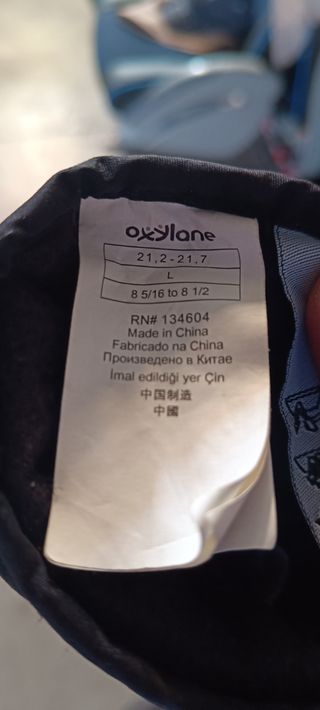 oxylane
21,2-21,7
L
8 5/16 to 8 1/2
RN# 134604
Made in China
Fabricado na China
Произведено в Китае
İmal edildiği yer Çin
中国制造
中國